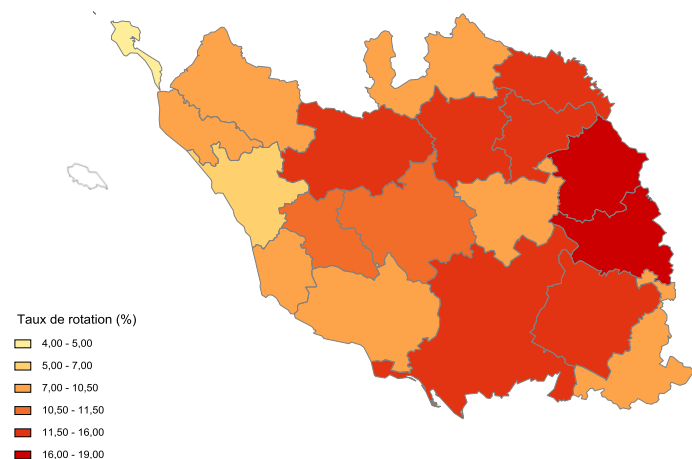 Taux de rotation (%)
4,00 - 5,00
5,00 - 7,00
7,00 - 10,50
10,50 - 11,50
11,50 - 16,00
16,00 - 19,00